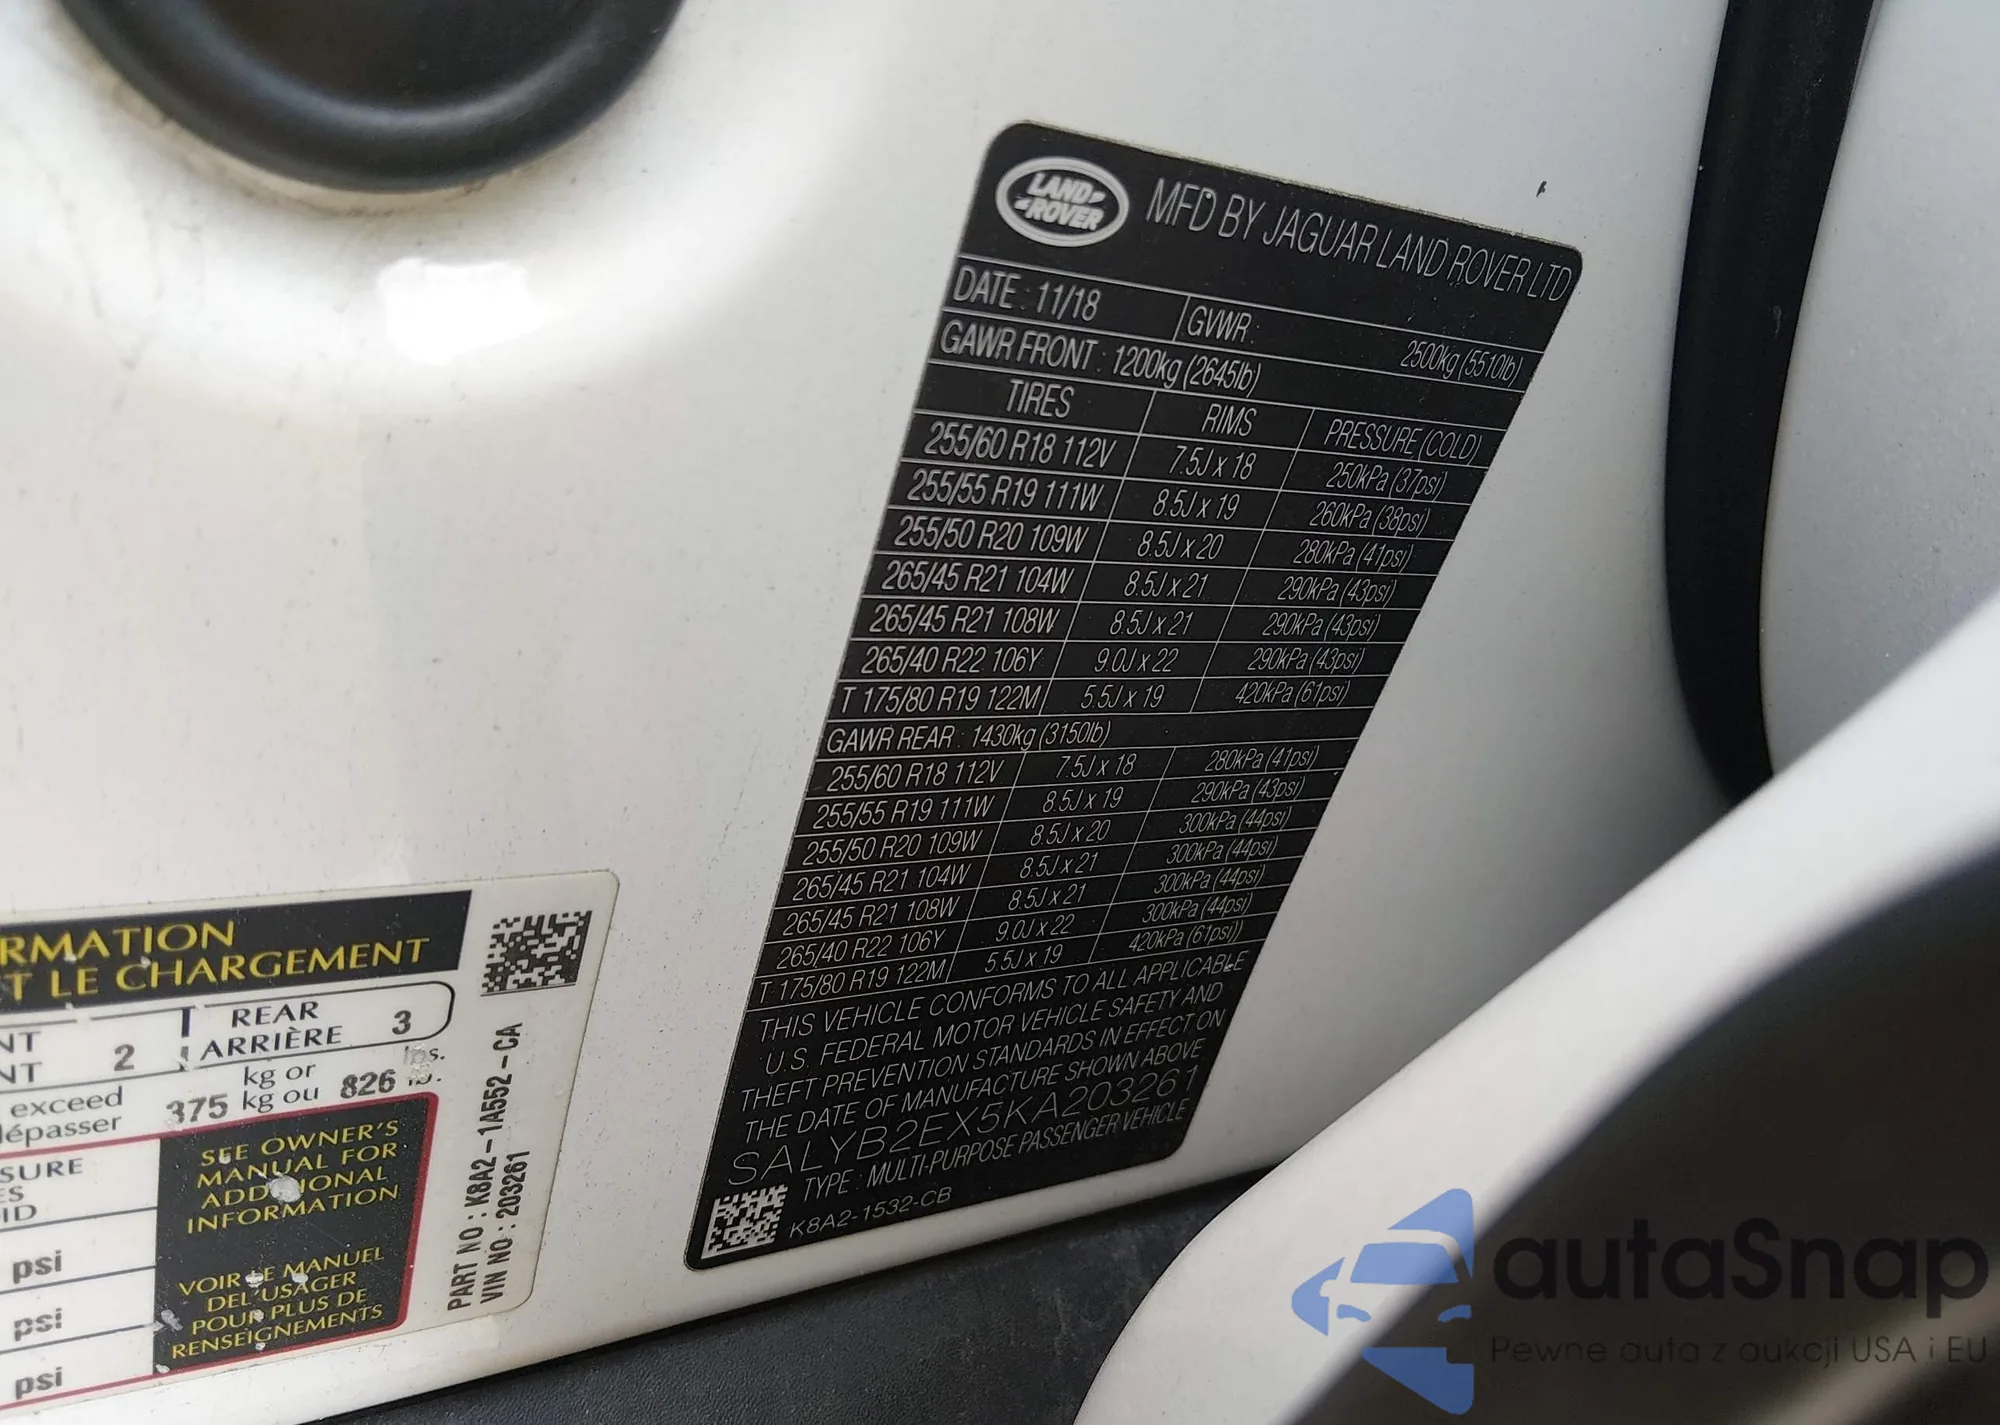 LAND
ROVER
MFD BY JAGUAR LAND ROVER LTD
DATE : 11/18 GVWR : 2500kg (5510lb)
GAWR FRONT : 1200kg (2645lb)
TIRES RIMS PRESSURE (COLD)
255/60 R18 112V 7.5J x 18 250kPa (37psi)
255/55 R19 111W 8.5J x 19 260kPa (38psi)
255/50 R20 109W 8.5J x 20 280kPa (41psi)
265/45 R21 104W 8.5J x 21 290kPa (43psi)
265/45 R21 108W 8.5J x 21 290kPa (43psi)
265/40 R22 106Y 9.0J x 22 290kPa (43psi)
T 175/80 R19 122M 5.5J x 19 420kPa (61psi)
GAWR REAR : 1430kg (3150lb)
255/60 R18 112V 7.5J x 18 280kPa (41psi)
255/55 R19 111W 8.5J x 19 290kPa (43psi)
255/50 R20 109W 8.5J x 20 300kPa (44psi)
265/45 R21 104W 8.5J x 21 300kPa (44psi)
265/45 R21 108W 8.5J x 21 300kPa (44psi)
265/40 R22 106Y 9.0J x 22 300kPa (44psi)
T 175/80 R19 122M 5.5J x 19 420kPa (61psi))
THIS VEHICLE CONFORMS TO ALL APPLICABLE
U.S. FEDERAL MOTOR VEHICLE SAFETY AND
THEFT PREVENTION STANDARDS IN EFFECT ON
THE DATE OF MANUFACTURE SHOWN ABOVE
SALYB2EX5KA203261
TYPE : MULTI-PURPOSE PASSENGER VEHICLE
K8A2-1532-CB
RMATION
T LE CHARGEMENT
NT 2 REAR 3
NT ARRIÈRE
exceed 375 kg or 826 lbs.
dépasser kg ou lb.
SURE
ES
ID
psi
psi
psi
SEE OWNER'S
MANUAL FOR
ADDITIONAL
INFORMATION
VOIR LE MANUEL
DE L'USAGER
POUR PLUS DE
RENSEIGNEMENTS
PART NO : K8A2-1A552-CA
VIN NO : 203261
autaSnap
Pewne auta z aukcji USA i EU